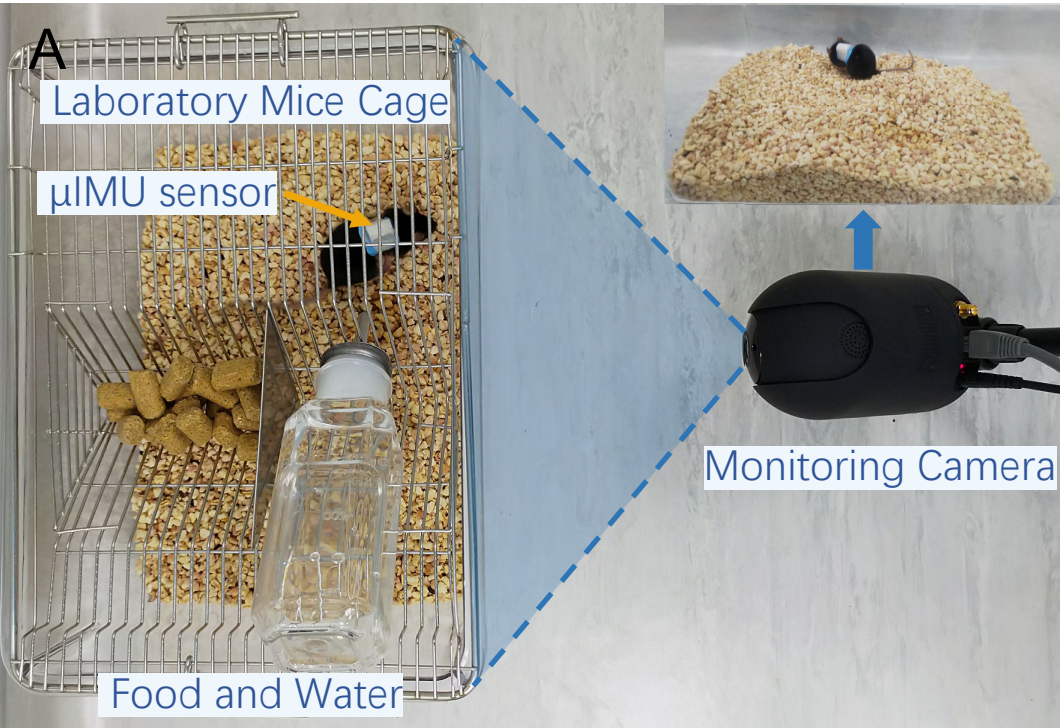 A
Laboratory Mice Cage
μIMU sensor
Monitoring Camera
Food and Water